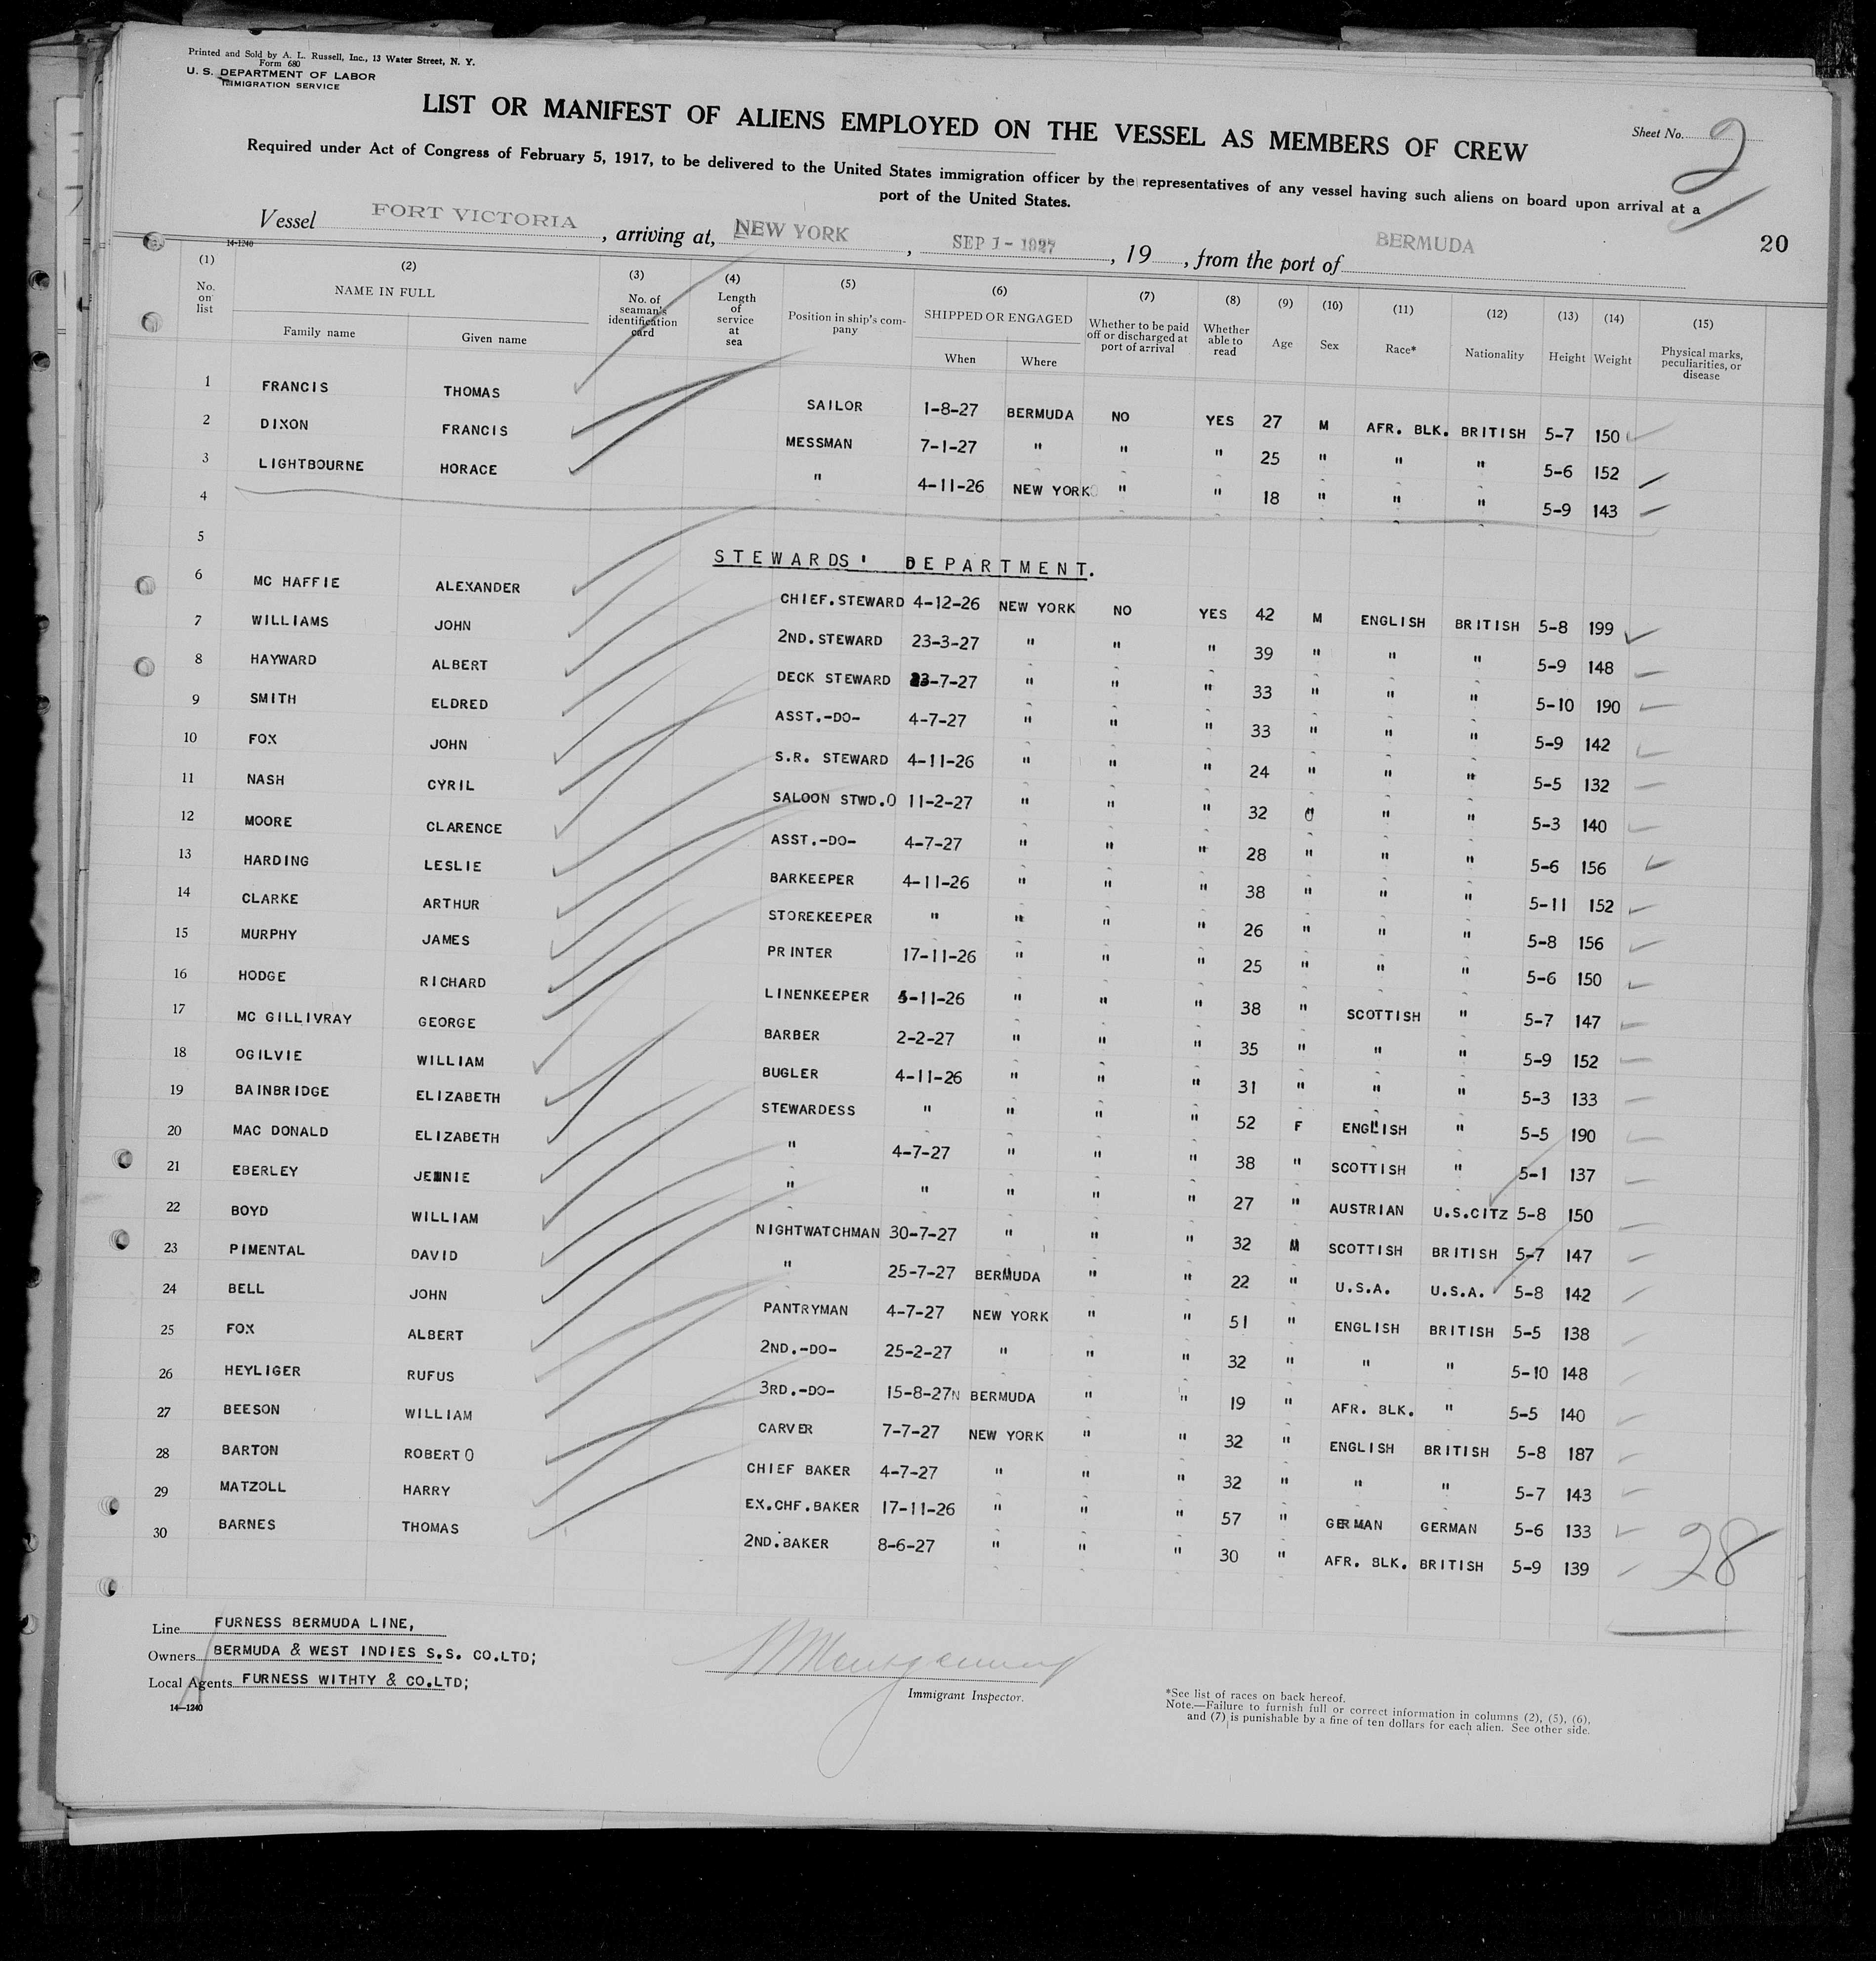 Printed and Sold by A. L. Russell, Inc., 13 Water Street, N. Y.
Form 680
U. S. DEPARTMENT OF LABOR
IMMIGRATION SERVICE
LIST OR MANIFEST OF ALIENS EMPLOYED ON THE VESSEL AS MEMBERS OF CREW
Sheet No. 2
Required under Act of Congress of February 5, 1917, to be delivered to the United States immigration officer by the representatives of any vessel having such aliens on board upon arrival at a
port of the United States.
Vessel FORT VICTORIA, arriving at, NEW YORK, SEP 1 - 1927, 19 , from the port of BERMUDA
20
14-1240
(1) (2) (3) (4) (5) (6) (7) (8) (9) (10) (11) (12) (13) (14) (15)
No. on list NAME IN FULL Family name Given name No. of seaman's identification card Length of service at sea Position in ship's company SHIPPED OR ENGAGED When Where Whether to be paid off or discharged at port of arrival Whether able to read Age Sex Race* Nationality Height Weight Physical marks, peculiarities, or disease
1 FRANCIS THOMAS SAILOR 1-8-27 BERMUDA NO YES 27 M AFR. BLK. BRITISH 5-7 150
2 DIXON FRANCIS MESSMAN 7-1-27 " " " 25 " " " 5-6 152
3 LIGHTBOURNE HORACE " 4-11-26 NEW YORK " " 18 " " " 5-9 143
4
5 STEWARDS' DEPARTMENT.
6 MC HAFFIE ALEXANDER CHIEF.STEWARD 4-12-26 NEW YORK NO YES 42 M ENGLISH BRITISH 5-8 199
7 WILLIAMS JOHN 2ND. STEWARD 23-3-27 " " " 39 " " " 5-9 148
8 HAYWARD ALBERT DECK STEWARD 23-7-27 " " " 33 " " " 5-10 190
9 SMITH ELDRED ASST.-DO- 4-7-27 " " " 33 " " " 5-9 142
10 FOX JOHN S.R. STEWARD 4-11-26 " " " 24 " " " 5-5 132
11 NASH CYRIL SALOON STWD.O 11-2-27 " " " 32 " " " 5-3 140
12 MOORE CLARENCE ASST.-DO- 4-7-27 " " " 28 " " " 5-6 156
13 HARDING LESLIE BARKEEPER 4-11-26 " " " 38 " " " 5-11 152
14 CLARKE ARTHUR STOREKEEPER " " " " 26 " " " 5-8 156
15 MURPHY JAMES PRINTER 17-11-26 " " " 25 " " " 5-6 150
16 HODGE RICHARD LINENKEEPER 5-11-26 " " " 38 " SCOTTISH " 5-7 147
17 MC GILLIVRAY GEORGE BARBER 2-2-27 " " " 35 " " " 5-9 152
18 OGILVIE WILLIAM BUGLER 4-11-26 " " " 31 " " " 5-3 133
19 BAINBRIDGE ELIZABETH STEWARDESS " " " " 52 F ENGLISH " 5-5 190
20 MAC DONALD ELIZABETH " 4-7-27 " " " 38 " SCOTTISH " 5-1 137
21 EBERLEY JENNIE " " " " " 27 " AUSTRIAN U.S.CITZ 5-8 150
22 BOYD WILLIAM NIGHTWATCHMAN 30-7-27 " " " 32 M SCOTTISH BRITISH 5-7 147
23 PIMENTAL DAVID " 25-7-27 BERMUDA " " 22 " U.S.A. U.S.A. 5-8 142
24 BELL JOHN PANTRYMAN 4-7-27 NEW YORK " " 51 " ENGLISH BRITISH 5-5 138
25 FOX ALBERT 2ND.-DO- 25-2-27 " " " 32 " " " 5-10 148
26 HEYLIGER RUFUS 3RD.-DO- 15-8-27N BERMUDA " " 19 " AFR. BLK. " 5-5 140
27 BEESON WILLIAM CARVER 7-7-27 NEW YORK " " 32 " ENGLISH BRITISH 5-8 187
28 BARTON ROBERT O CHIEF BAKER 4-7-27 " " " 32 " " " 5-7 143
29 MATZOLL HARRY EX.CHF.BAKER 17-11-26 " " " 57 " GERMAN GERMAN 5-6 133
30 BARNES THOMAS 2ND.BAKER 8-6-27 " " " 30 " AFR. BLK. BRITISH 5-9 139
28
Line FURNESS BERMUDA LINE,
Owners BERMUDA & WEST INDIES S.S. CO.LTD;
Local Agents FURNESS WITHTY & CO.LTD;
14-1240
Immigrant Inspector.
*See list of races on back hereof.
Note.—Failure to furnish full or correct information in columns (2), (5), (6),
and (7) is punishable by a fine of ten dollars for each alien. See other side.